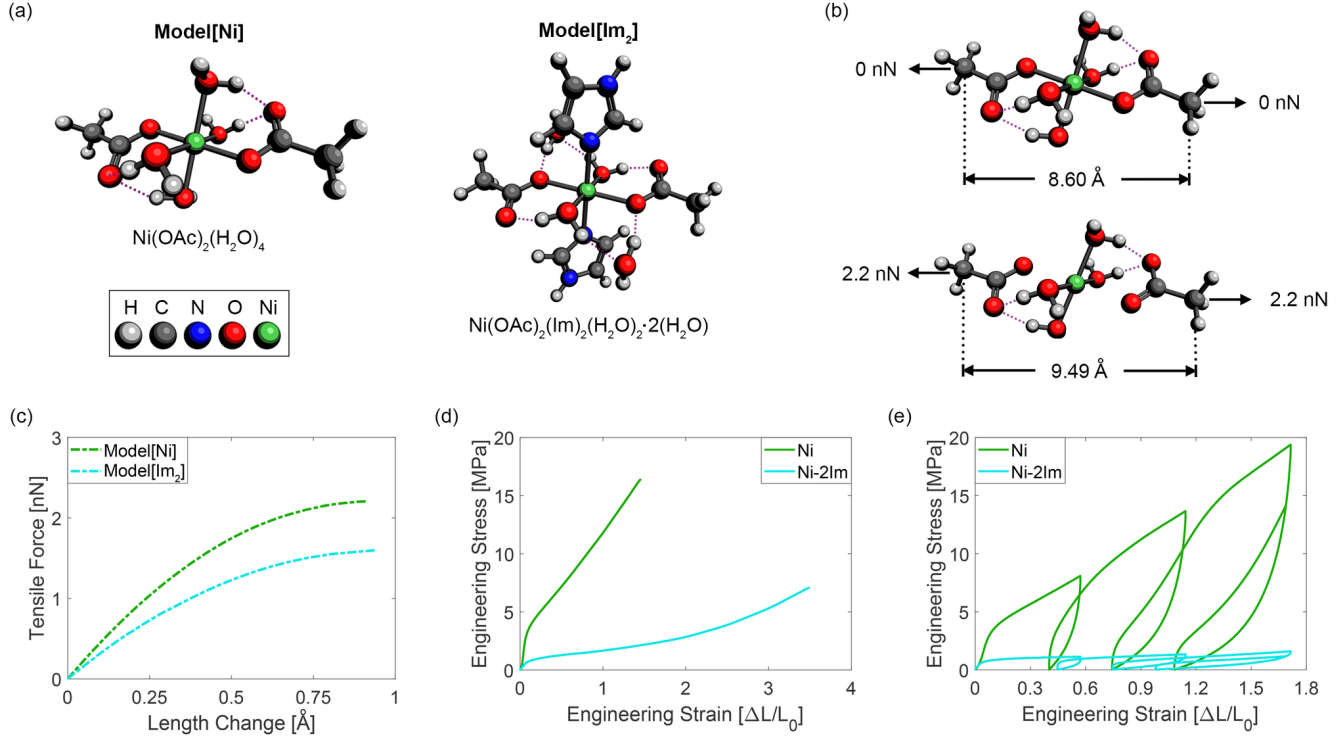 (a)
Model[Ni]
Ni(OAc)₂(H₂O)₄
H C N O Ni
Model[Im₂]
Ni(OAc)₂(Im)₂(H₂O)₂·2(H₂O)
(b)
0 nN
0 nN
8.60 Å
2.2 nN
2.2 nN
9.49 Å
(c)
Model[Ni]
Model[Im₂]
Tensile Force [nN]
3
2
1
0
0 0.25 0.5 0.75 1
Length Change [Å]
(d)
Ni
Ni-2Im
Engineering Stress [MPa]
20
15
10
5
0
0 1 2 3 4
Engineering Strain [ΔL/L₀]
(e)
Ni
Ni-2Im
Engineering Stress [MPa]
20
15
10
5
0
0 0.3 0.6 0.9 1.2 1.5 1.8
Engineering Strain [ΔL/L₀]